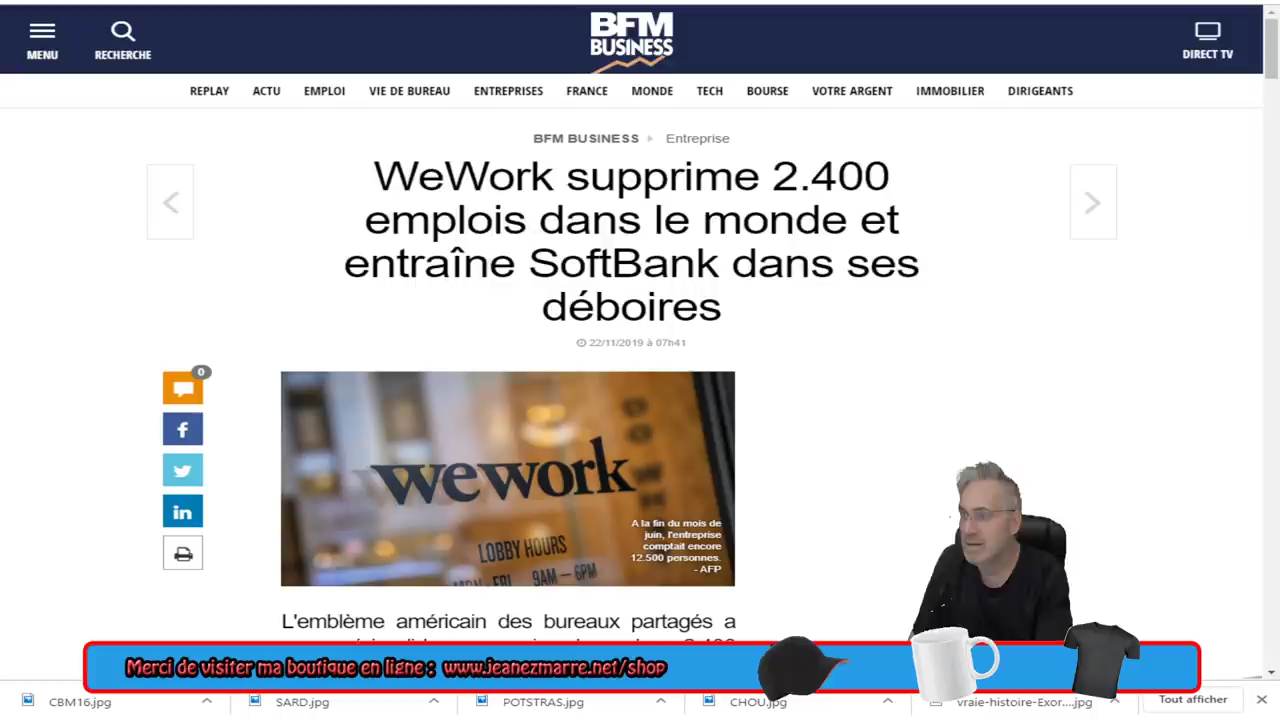 BFM
BUSINESS
MENU
RECHERCHE
DIRECT TV
REPLAY ACTU EMPLOI VIE DE BUREAU ENTREPRISES FRANCE MONDE TECH BOURSE VOTRE ARGENT IMMOBILIER DIRIGEANTS
BFM BUSINESS Entreprise
WeWork supprime 2.400
emplois dans le monde et
entraîne SoftBank dans ses
déboires
22/11/2019 à 07h41
0
wework
LOBBY HOURS
MON-FRI 9AM — 6PM
A la fin du mois de
juin, l'entreprise
comptait encore
12.500 personnes.
- AFP
L'emblème américain des bureaux partagés a
Merci de visiter ma boutique en ligne : www.jeanezmarre.net/shop
CBM16.jpg
SARD.jpg
POTSTRAS.jpg
CHOU.jpg
vraie-histoire-Exor....jpg
Tout afficher